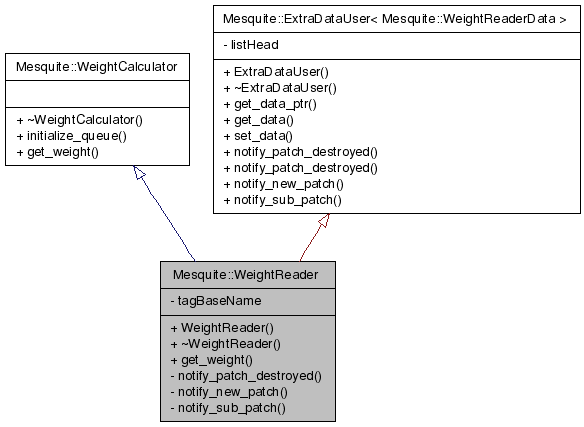 Mesquite::WeightCalculator
+ ~WeightCalculator()
+ initialize_queue()
+ get_weight()
Mesquite::ExtraDataUser< Mesquite::WeightReaderData >
- listHead
+ ExtraDataUser()
+ ~ExtraDataUser()
+ get_data_ptr()
+ get_data()
+ set_data()
+ notify_patch_destroyed()
+ notify_patch_destroyed()
+ notify_new_patch()
+ notify_sub_patch()
Mesquite::WeightReader
- tagBaseName
+ WeightReader()
+ ~WeightReader()
+ get_weight()
- notify_patch_destroyed()
- notify_new_patch()
- notify_sub_patch()